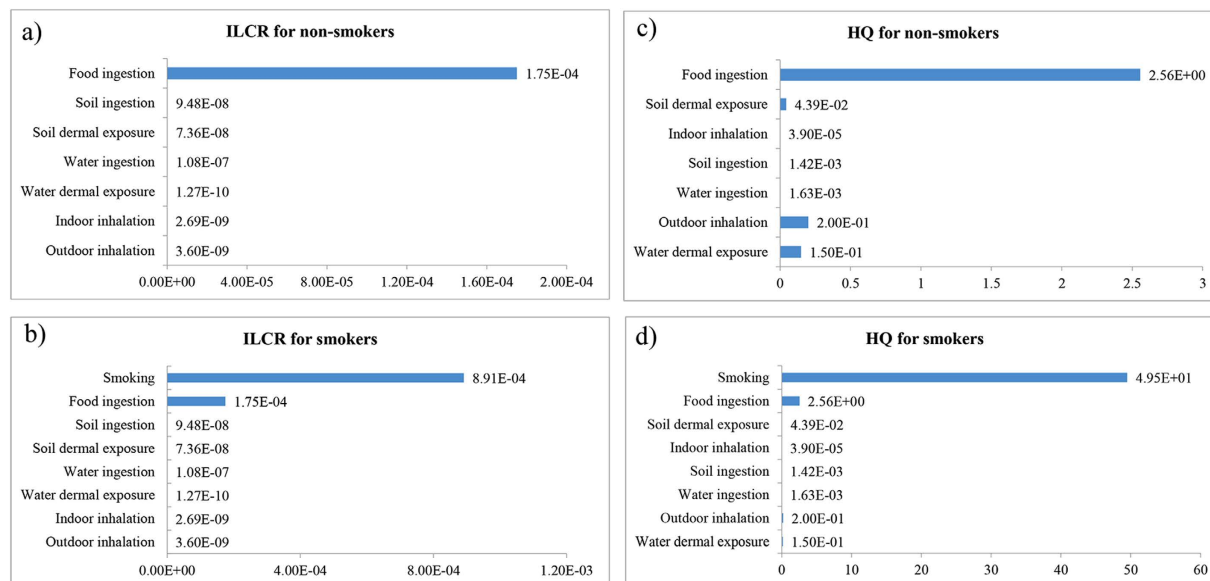 a)
ILCR for non-smokers
Food ingestion 1.75E-04
Soil ingestion 9.48E-08
Soil dermal exposure 7.36E-08
Water ingestion 1.08E-07
Water dermal exposure 1.27E-10
Indoor inhalation 2.69E-09
Outdoor inhalation 3.60E-09
0.00E+00 4.00E-05 8.00E-05 1.20E-04 1.60E-04 2.00E-04
c)
HQ for non-smokers
Food ingestion 2.56E+00
Soil dermal exposure 4.39E-02
Indoor inhalation 3.90E-05
Soil ingestion 1.42E-03
Water ingestion 1.63E-03
Outdoor inhalation 2.00E-01
Water dermal exposure 1.50E-01
0 0.5 1 1.5 2 2.5 3
b)
ILCR for smokers
Smoking 8.91E-04
Food ingestion 1.75E-04
Soil ingestion 9.48E-08
Soil dermal exposure 7.36E-08
Water ingestion 1.08E-07
Water dermal exposure 1.27E-10
Indoor inhalation 2.69E-09
Outdoor inhalation 3.60E-09
0.00E+00 4.00E-04 8.00E-04 1.20E-03
d)
HQ for smokers
Smoking 4.95E+01
Food ingestion 2.56E+00
Soil dermal exposure 4.39E-02
Indoor inhalation 3.90E-05
Soil ingestion 1.42E-03
Water ingestion 1.63E-03
Outdoor inhalation 2.00E-01
Water dermal exposure 1.50E-01
0 10 20 30 40 50 60